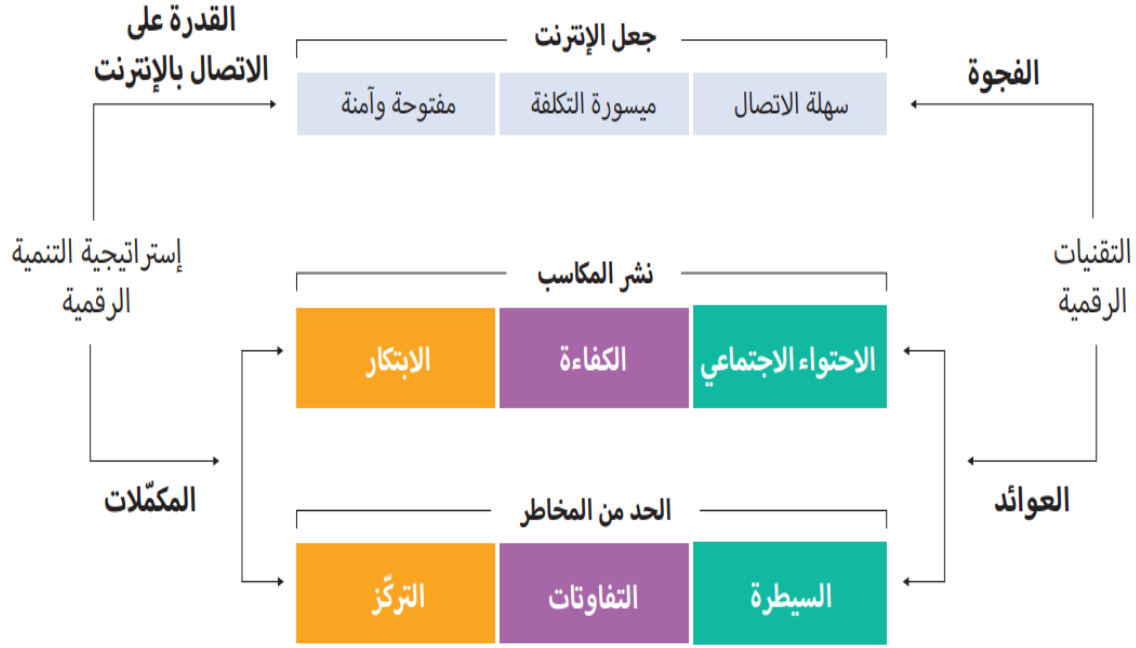 القدرة على
الاتصال بالإنترنت
جعل الإنترنت
الفجوة
سهلة الاتصال
ميسورة التكلفة
مفتوحة وآمنة
التقنيات
الرقمية
إستراتيجية التنمية
الرقمية
نشر المكاسب
الاحتواء الاجتماعي
الكفاءة
الابتكار
العوائد
المكمّلات
الحد من المخاطر
السيطرة
التفاوتات
التركّز